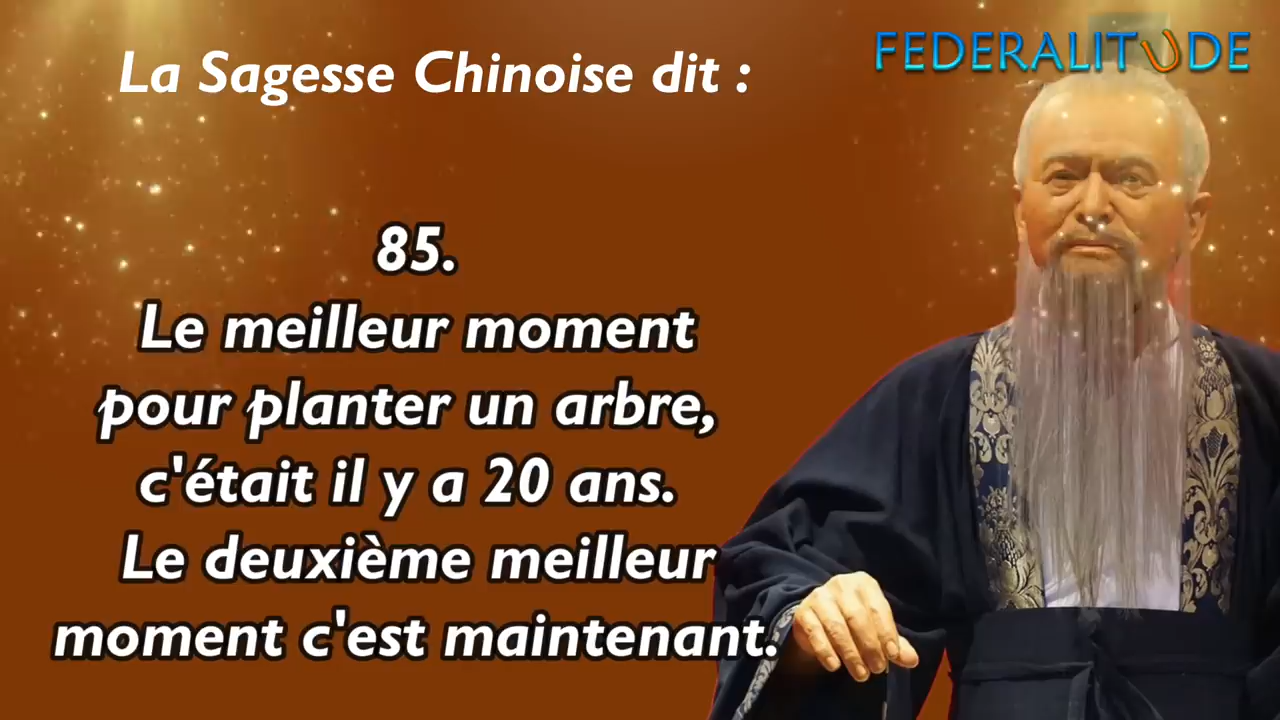 La Sagesse Chinoise dit :
FEDERALITUDE
85.
Le meilleur moment
pour planter un arbre,
c'était il y a 20 ans.
Le deuxième meilleur
moment c'est maintenant.